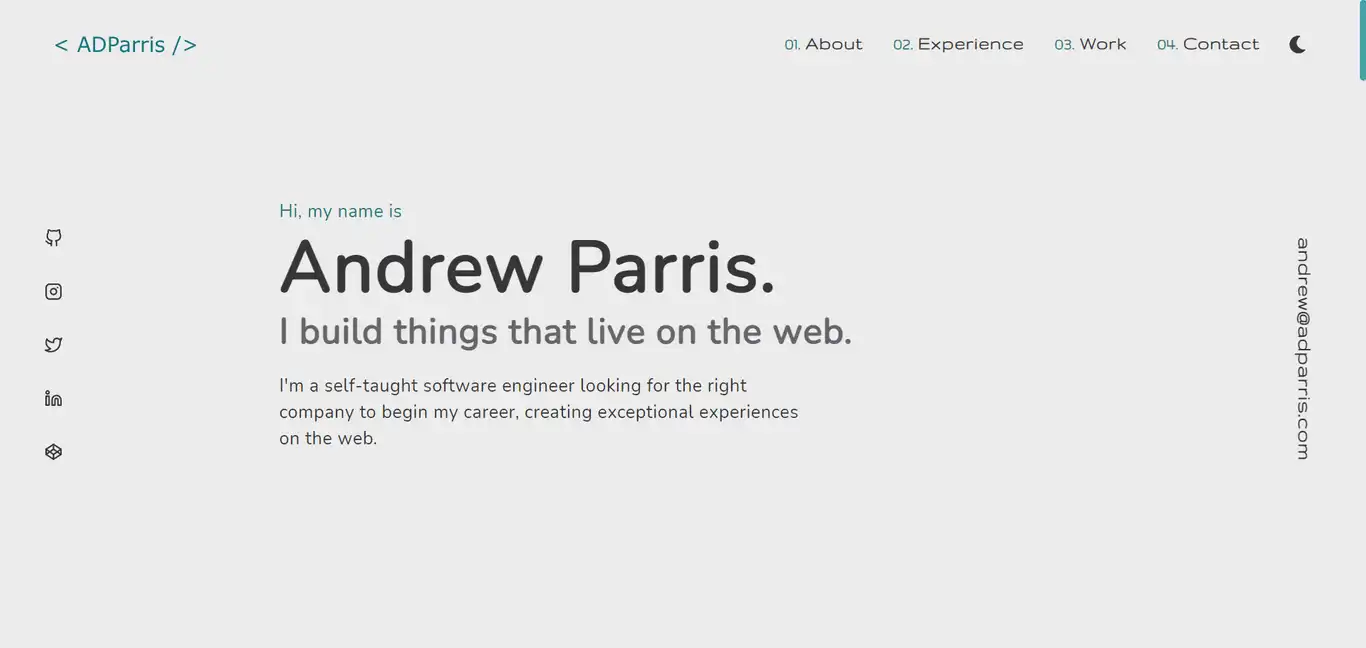 < ADParris />
01. About
02. Experience
03. Work
04. Contact
Hi, my name is
Andrew Parris.
I build things that live on the web.
I'm a self-taught software engineer looking for the right
company to begin my career, creating exceptional experiences
on the web.
andrew@adparris.com